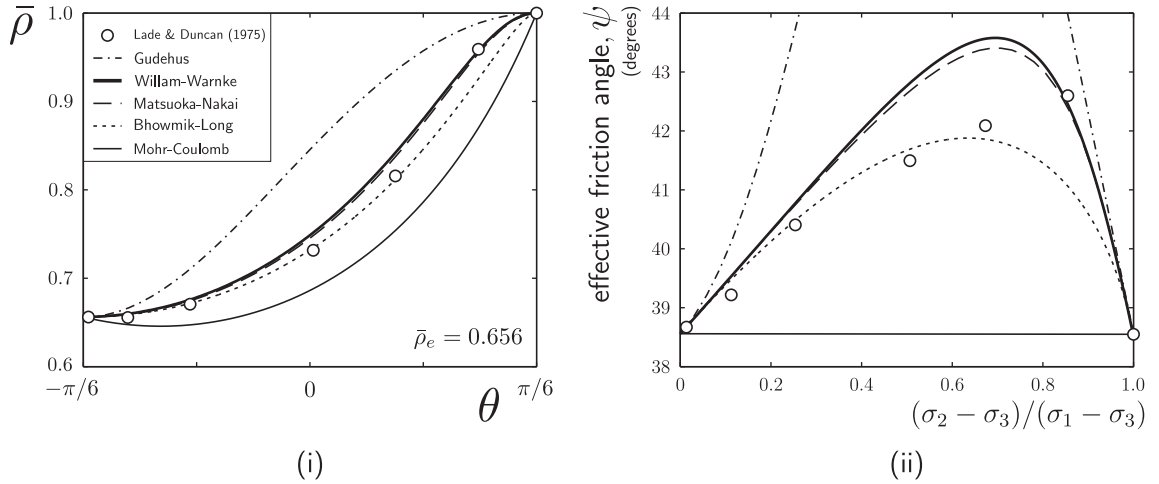 ρ̄
1.0
0.9
0.8
0.7
0.6
Lade & Duncan (1975)
Gudehus
Willam-Warnke
Matsuoka-Nakai
Bhowmik-Long
Mohr-Coulomb
ρ̄e = 0.656
−π/6
0
π/6
θ
(i)
effective friction angle, ψ
(degrees)
44
43
42
41
40
39
38
0
0.2
0.4
0.6
0.8
1.0
(σ2 − σ3)/(σ1 − σ3)
(ii)